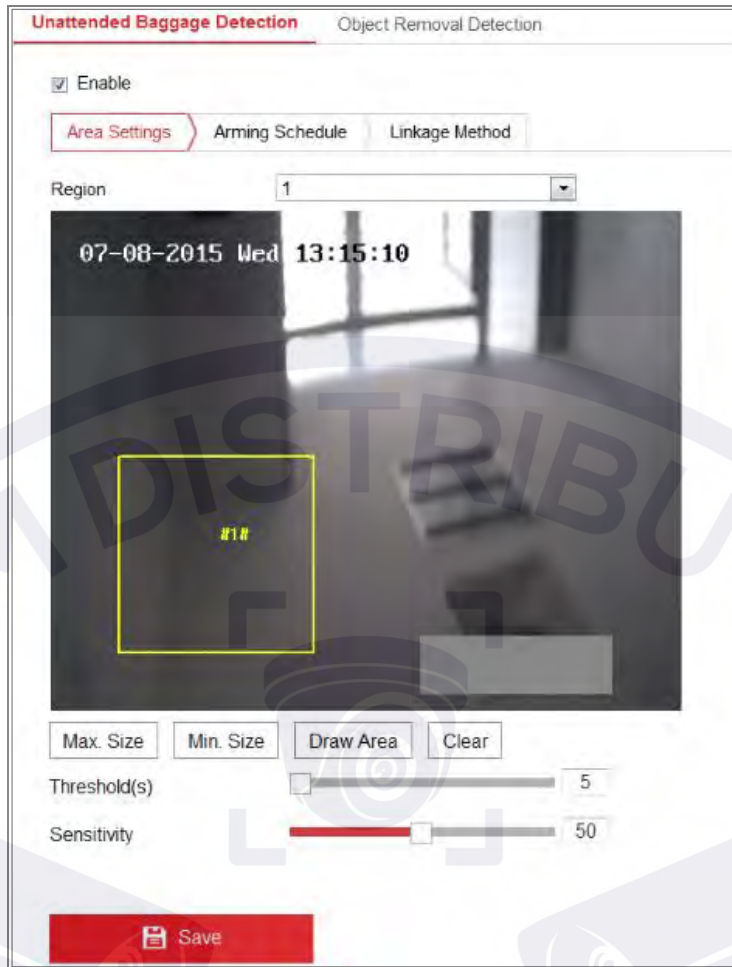 Unattended Baggage Detection Object Removal Detection
Enable
Area Settings Arming Schedule Linkage Method
Region 1
07-08-2015 Wed 13:15:10
#1#
Max. Size Min. Size Draw Area Clear
Threshold(s) 5
Sensitivity 50
Save
DISTRIBU